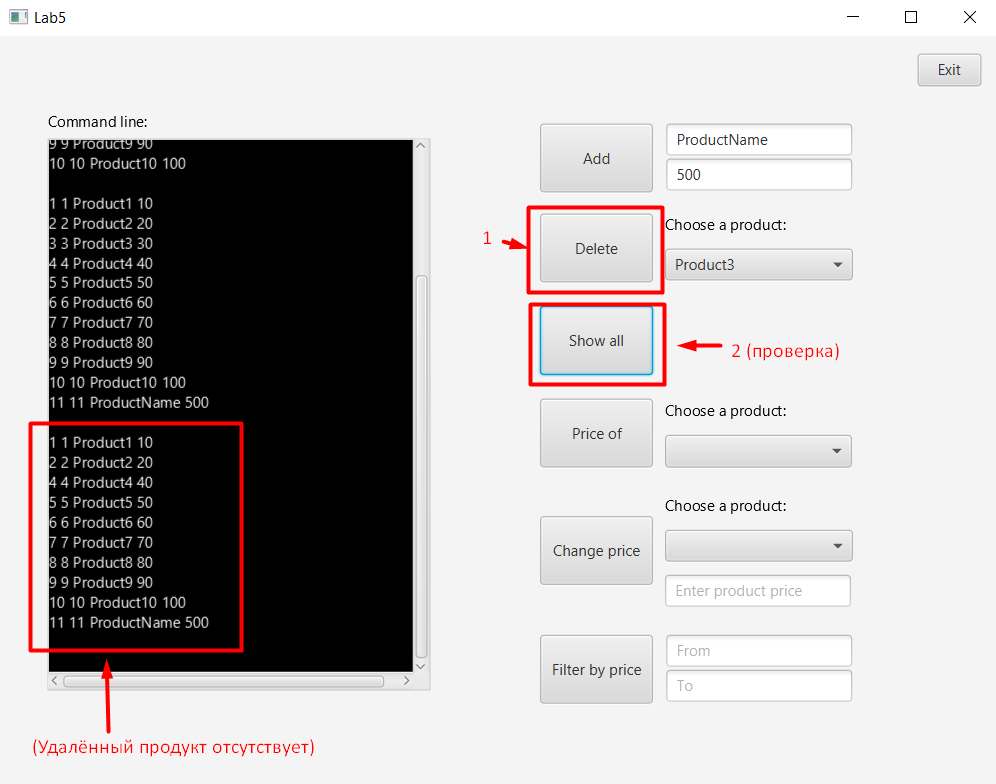 Lab5
Exit
Command line:
9 9 Product9 90
10 10 Product10 100
1 1 Product1 10
2 2 Product2 20
3 3 Product3 30
4 4 Product4 40
5 5 Product5 50
6 6 Product6 60
7 7 Product7 70
8 8 Product8 80
9 9 Product9 90
10 10 Product10 100
11 11 ProductName 500
1 1 Product1 10
2 2 Product2 20
4 4 Product4 40
5 5 Product5 50
6 6 Product6 60
7 7 Product7 70
8 8 Product8 80
9 9 Product9 90
10 10 Product10 100
11 11 ProductName 500
(Удалённый продукт отсутствует)
Add
ProductName
500
1
Delete
Choose a product:
Product3
Show all
2 (проверка)
Price of
Choose a product:
Change price
Choose a product:
Enter product price
Filter by price
From
To